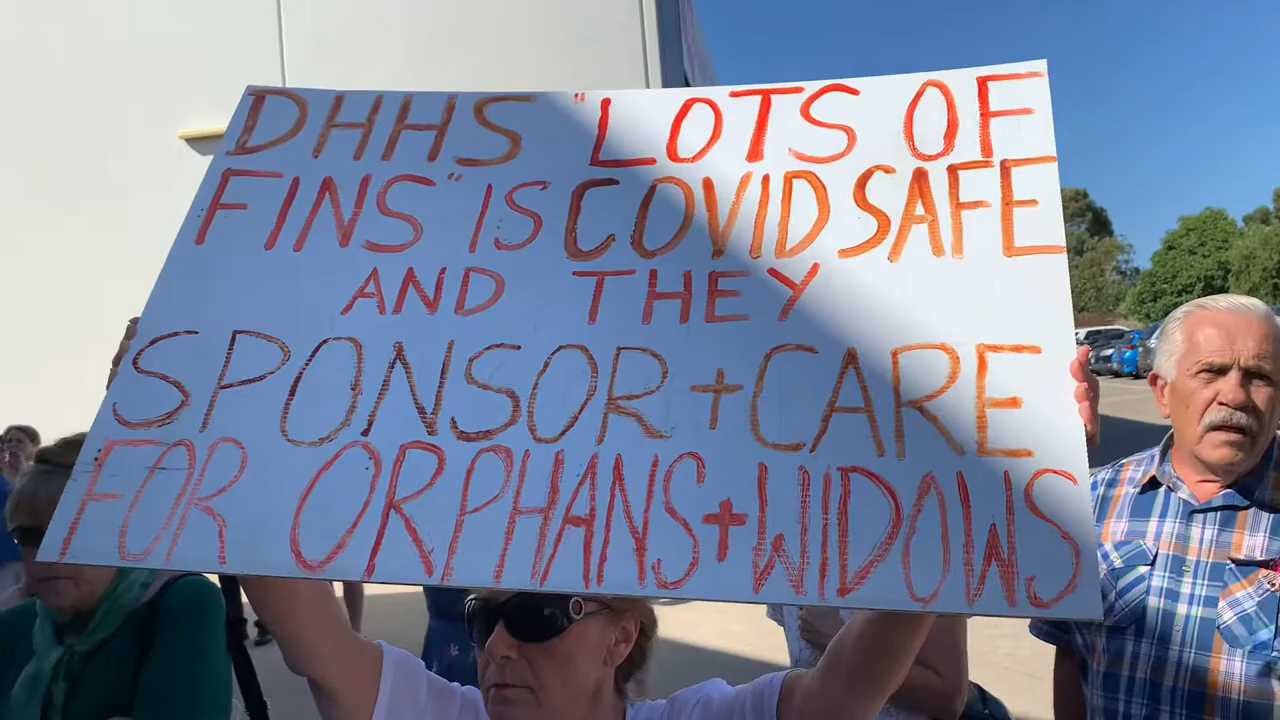 DHHS "LOTS OF
FINS" IS COVID SAFE
AND THEY
SPONSOR + CARE
FOR ORPHANS + WIDOWS